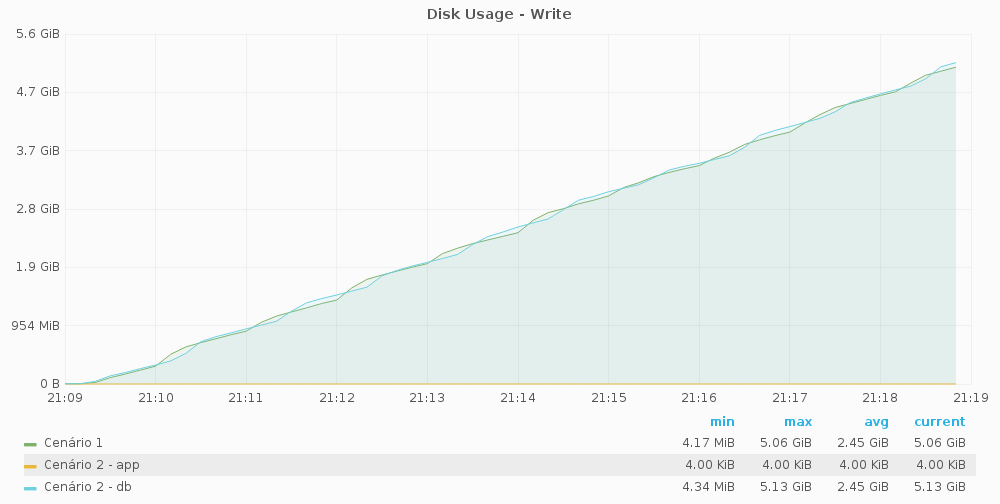 Disk Usage - Write
5.6 GiB
4.7 GiB
3.7 GiB
2.8 GiB
1.9 GiB
954 MiB
0 B
21:09 21:10 21:11 21:12 21:13 21:14 21:15 21:16 21:17 21:18 21:19
min max avg current
Cenário 1 4.17 MiB 5.06 GiB 2.45 GiB 5.06 GiB
Cenário 2 - app 4.00 KiB 4.00 KiB 4.00 KiB 4.00 KiB
Cenário 2 - db 4.34 MiB 5.13 GiB 2.45 GiB 5.13 GiB